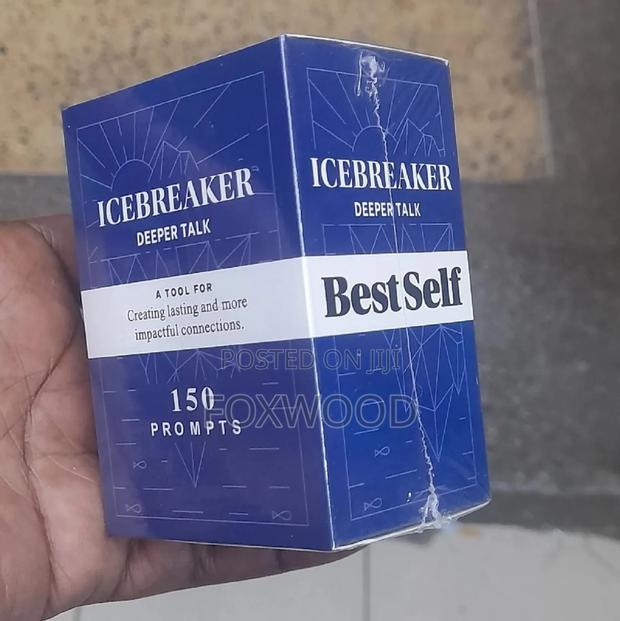 ICEBREAKER
DEEPER TALK
A TOOL FOR
Creating lasting and more
impactful connections.
150
PROMPTS
ICEBREAKER
DEEPER TALK
BestSelf
POSTED ON JIJI
FOXWOOD